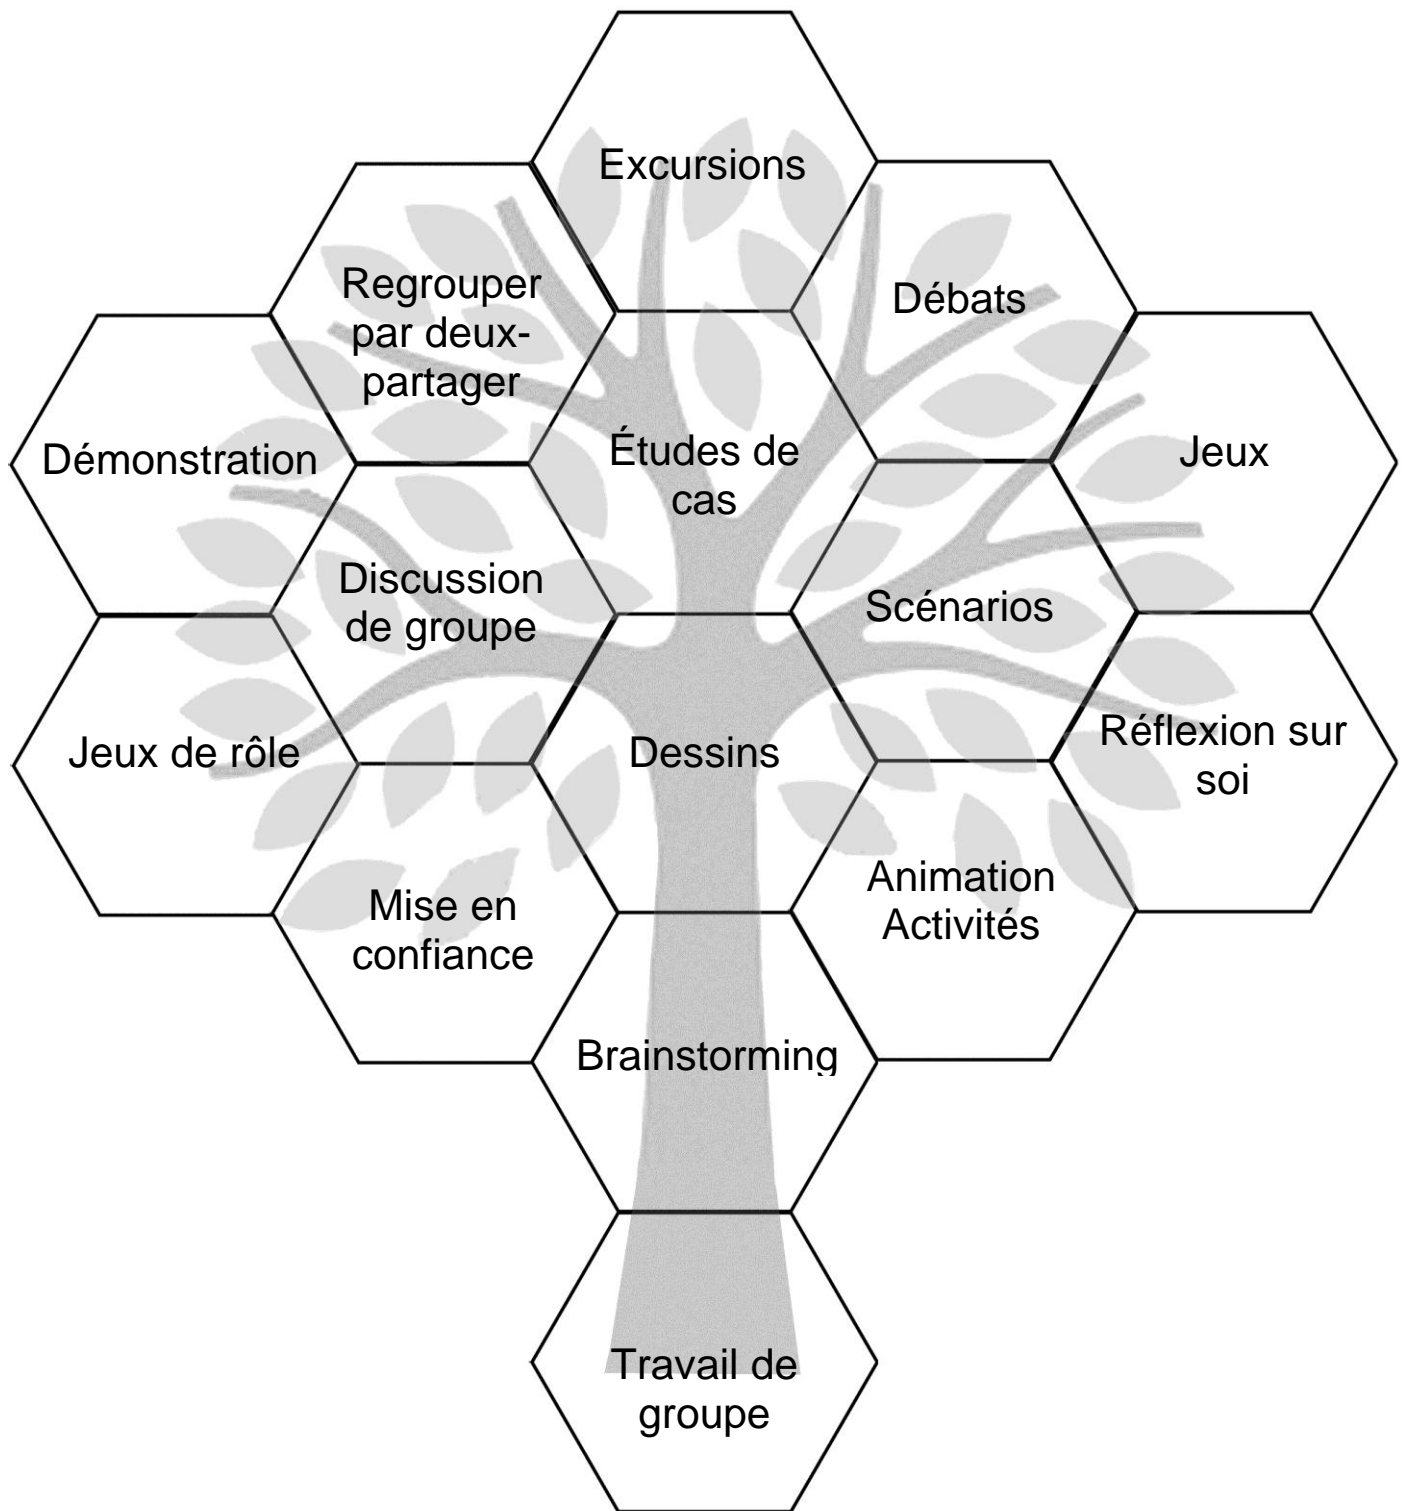 Excursions
Regrouper
par deux-
partager
Débats
Démonstration
Études de
cas
Jeux
Discussion
de groupe
Scénarios
Jeux de rôle
Dessins
Réflexion sur
soi
Mise en
confiance
Animation
Activités
Brainstorming
Travail de
groupe